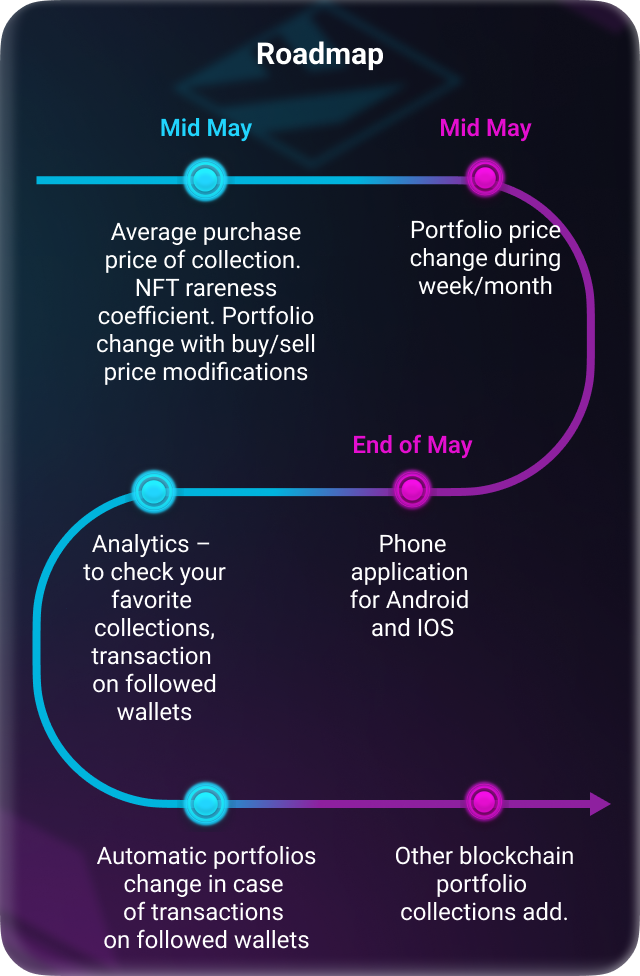 Roadmap
Mid May
Average purchase
price of collection.
NFT rareness
coefficient. Portfolio
change with buy/sell
price modifications
Mid May
Portfolio price
change during
week/month
End of May
Phone
application
for Android
and IOS
Analytics –
to check your
favorite
collections,
transaction
on followed
wallets
Automatic portfolios
change in case
of transactions
on followed wallets
Other blockchain
portfolio
collections add.